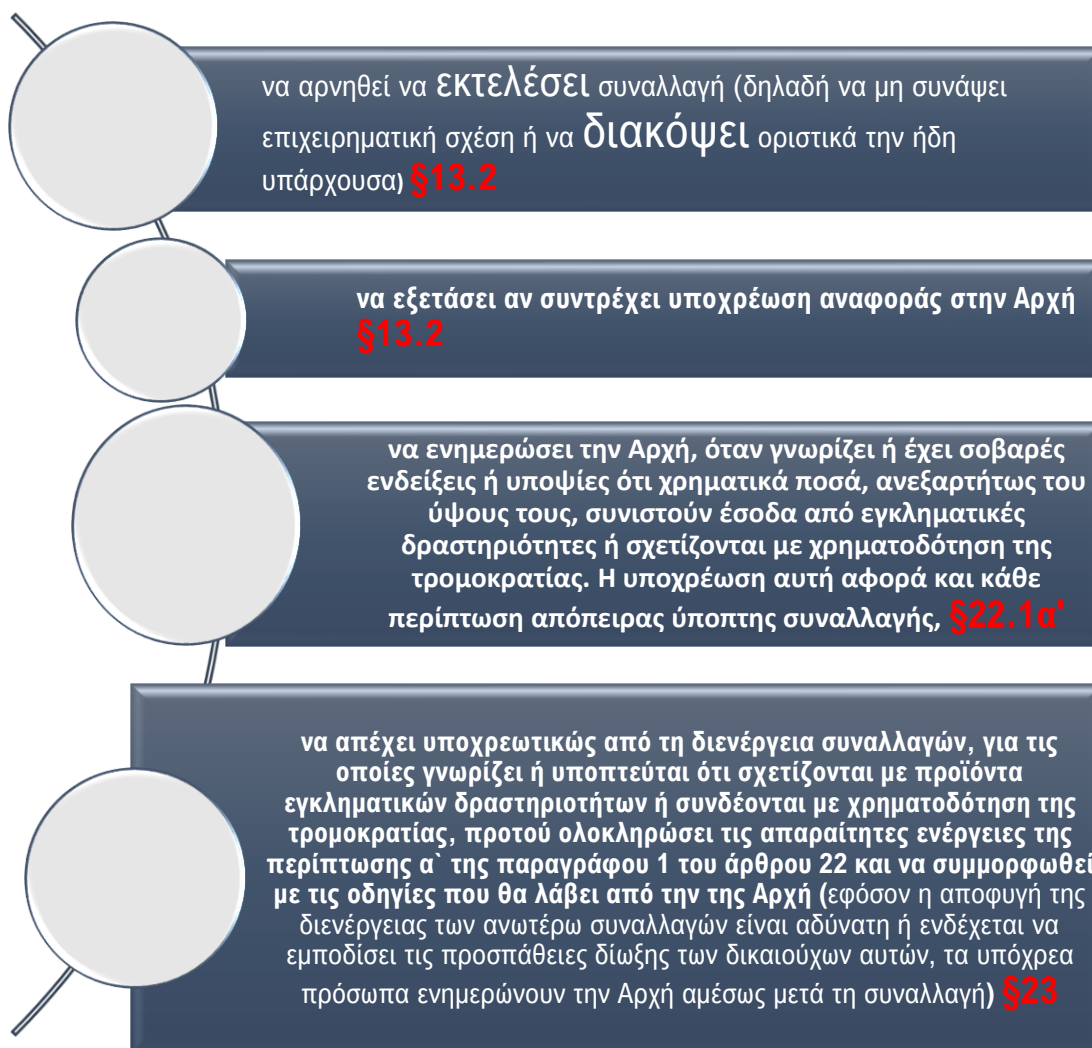 να αρνηθεί να εκτελέσει συναλλαγή (δηλαδή να μη συνάψει
επιχειρηματική σχέση ή να διακόψει οριστικά την ήδη
υπάρχουσα) §13.2
να εξετάσει αν συντρέχει υποχρέωση αναφοράς στην Αρχή
§13.2
να ενημερώσει την Αρχή, όταν γνωρίζει ή έχει σοβαρές
ενδείξεις ή υποψίες ότι χρηματικά ποσά, ανεξαρτήτως του
ύψους τους, συνιστούν έσοδα από εγκληματικές
δραστηριότητες ή σχετίζονται με χρηματοδότηση της
τρομοκρατίας. Η υποχρέωση αυτή αφορά και κάθε
περίπτωση απόπειρας ύποπτης συναλλαγής, §22.1α'
να απέχει υποχρεωτικώς από τη διενέργεια συναλλαγών, για τις
οποίες γνωρίζει ή υποπτεύται ότι σχετίζονται με προϊόντα
εγκληματικών δραστηριοτήτων ή συνδέονται με χρηματοδότηση της
τρομοκρατίας, προτού ολοκληρώσει τις απαραίτητες ενέργειες της
περίπτωσης α` της παραγράφου 1 του άρθρου 22 και να συμμορφωθεί
με τις οδηγίες που θα λάβει από την της Αρχή (εφόσον η αποφυγή της
διενέργειας των ανωτέρω συναλλαγών είναι αδύνατη ή ενδέχεται να
εμποδίσει τις προσπάθειες δίωξης των δικαιούχων αυτών, τα υπόχρεα
πρόσωπα ενημερώνουν την Αρχή αμέσως μετά τη συναλλαγή) §23